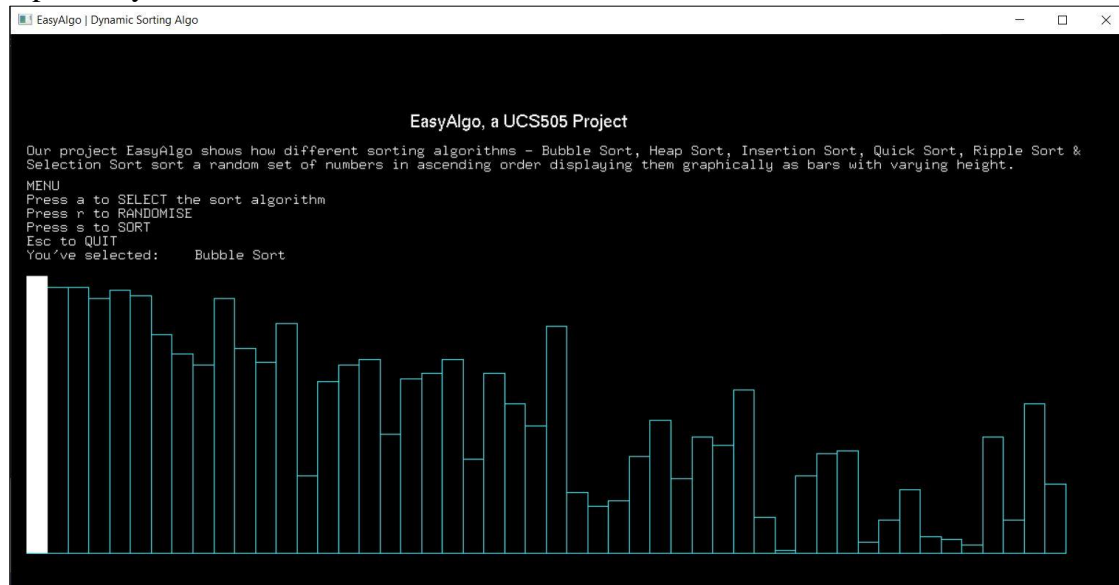 EasyAlgo | Dynamic Sorting Algo
EasyAlgo, a UCS505 Project
Our project EasyAlgo shows how different sorting algorithms - Bubble Sort, Heap Sort, Insertion Sort, Quick Sort, Ripple Sort &
Selection Sort sort a random set of numbers in ascending order displaying them graphically as bars with varying height.
MENU
Press a to SELECT the sort algorithm
Press r to RANDOMISE
Press s to SORT
Esc to QUIT
You've selected: Bubble Sort